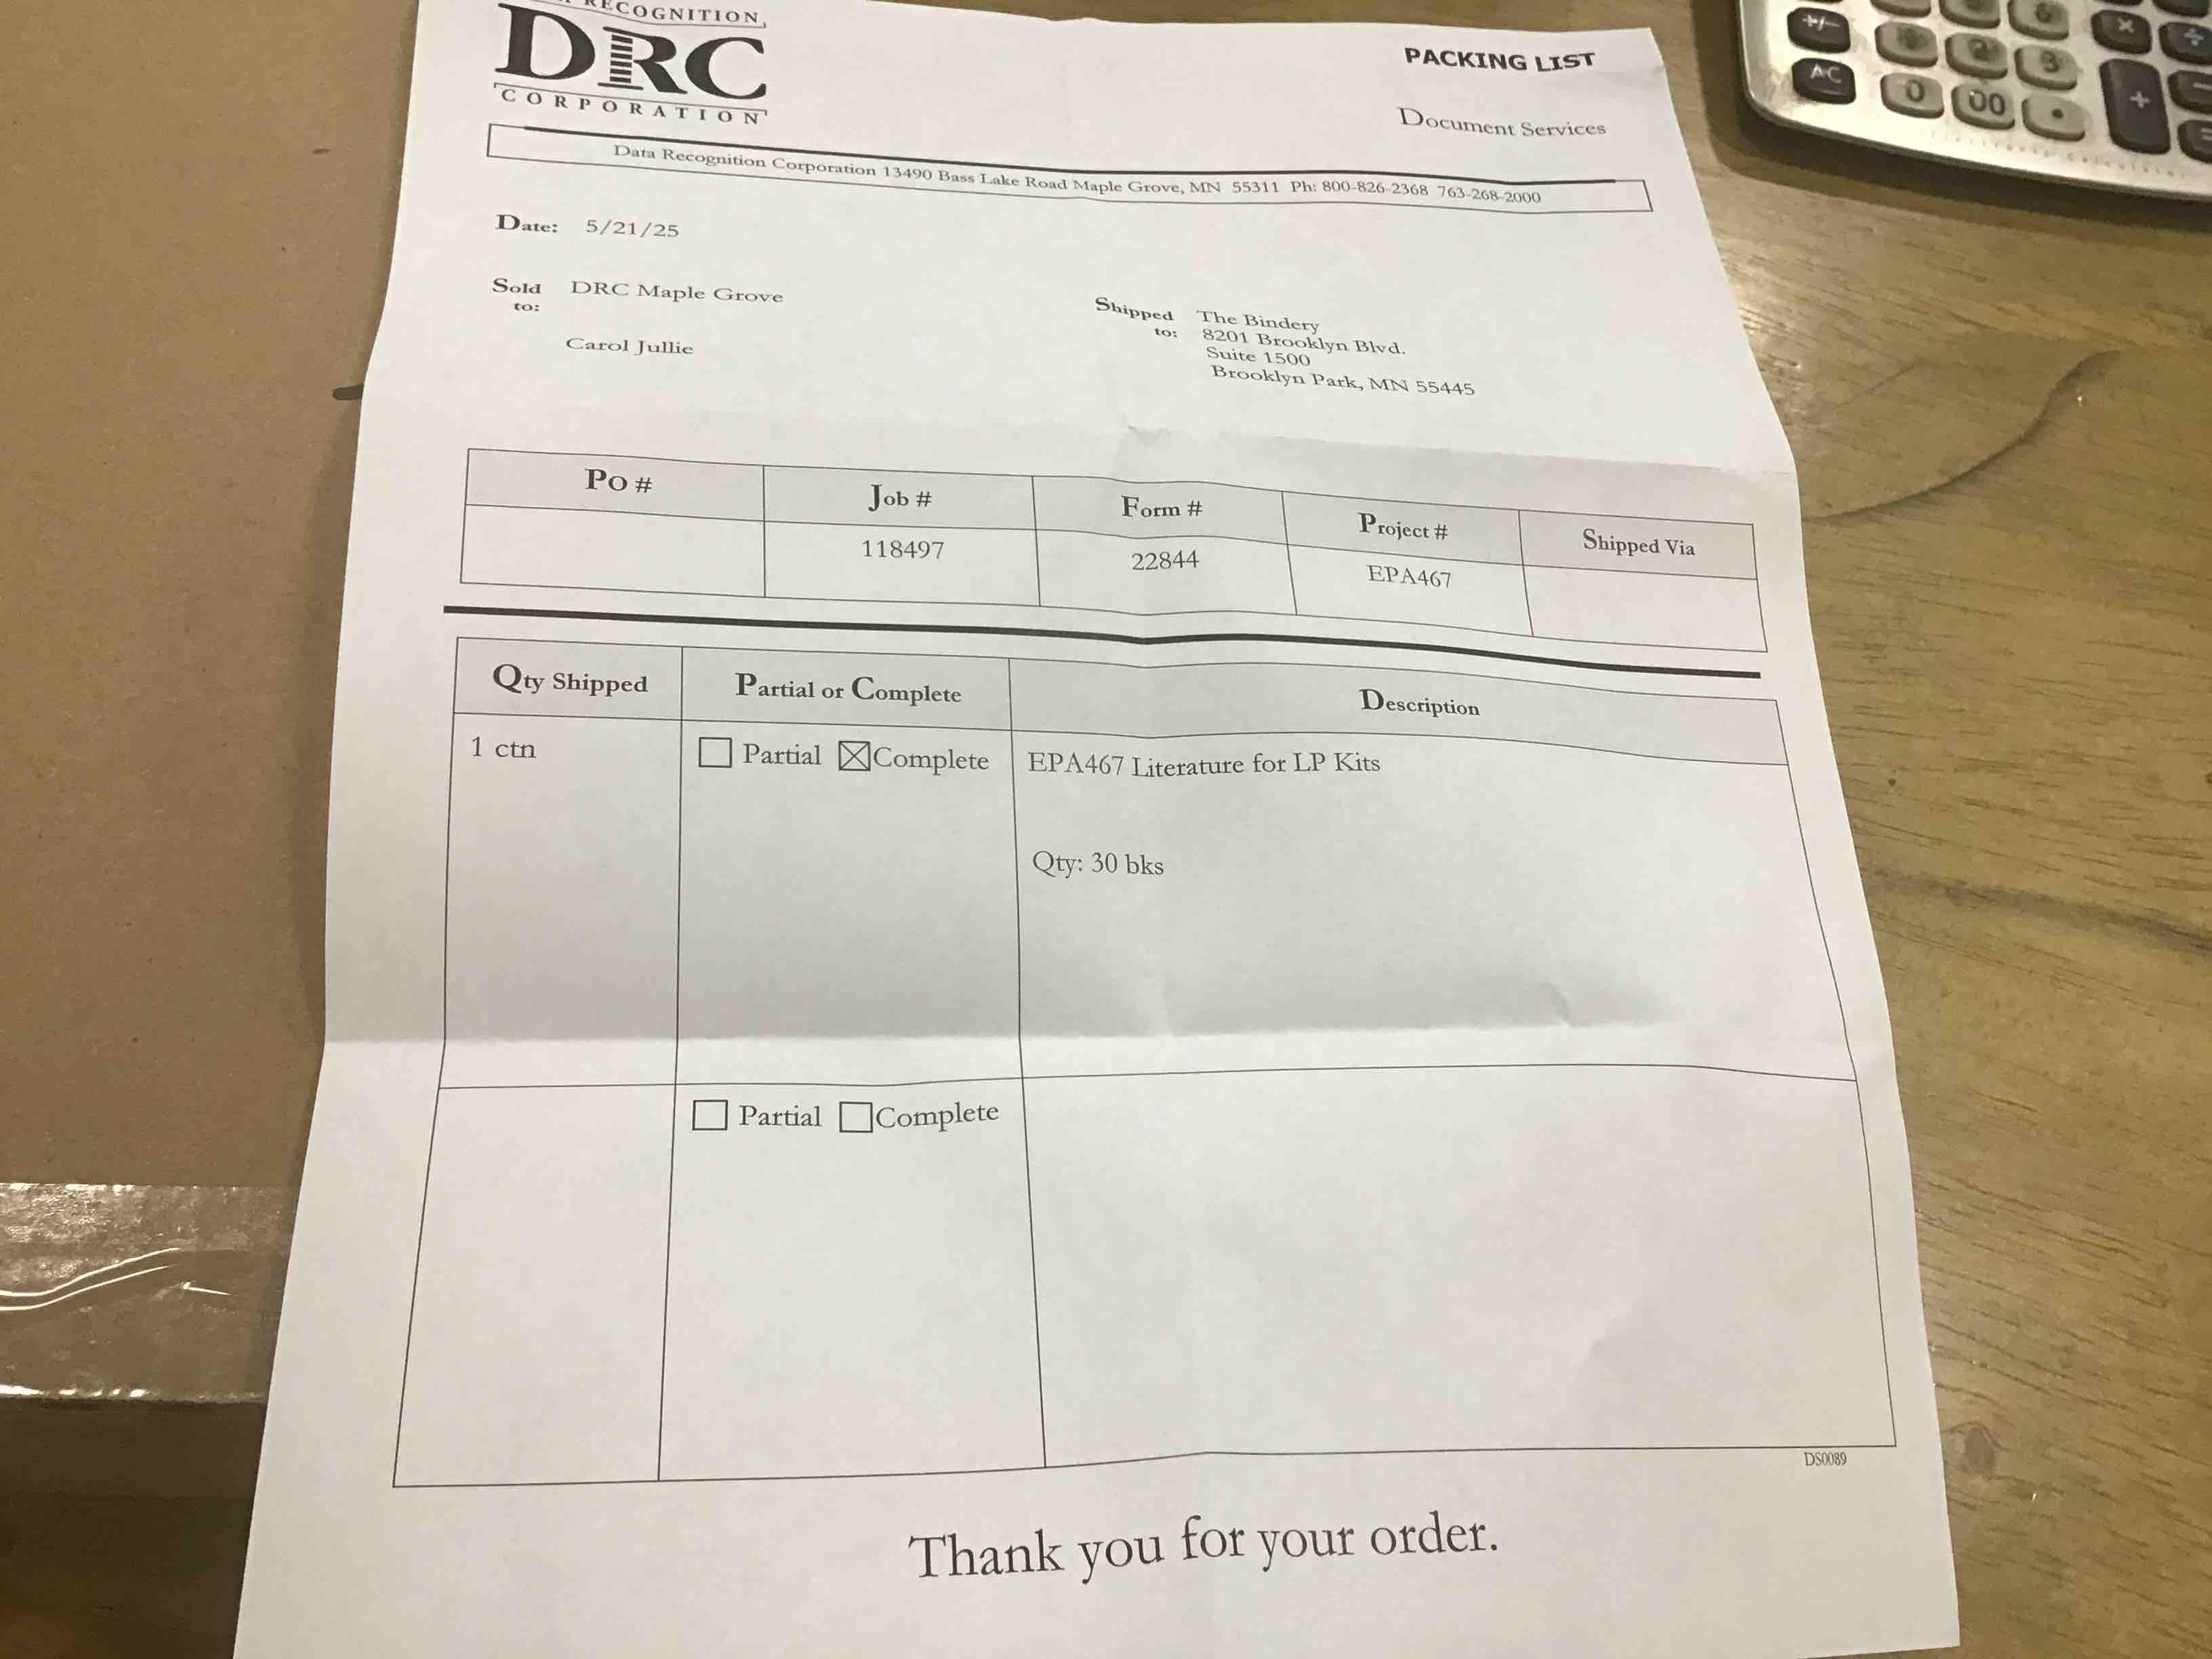 RECOGNITION
DRC
CORPORATION
PACKING LIST
Document Services
Data Recognition Corporation 13490 Bass Lake Road Maple Grove, MN 55311 Ph: 800-826-2368 763-268-2000
Date: 5/21/25
Sold to: DRC Maple Grove
Carol Jullie
Shipped to: The Bindery
8201 Brooklyn Blvd.
Suite 1500
Brooklyn Park, MN 55445
Po # Job # Form # Project # Shipped Via
118497 22844 EPA467
Qty Shipped Partial or Complete Description
1 ctn Partial Complete EPA467 Literature for LP Kits
Qty: 30 bks
Partial Complete
DS0089
Thank you for your order.
+/-
AC 0 00 . +
3
×
÷